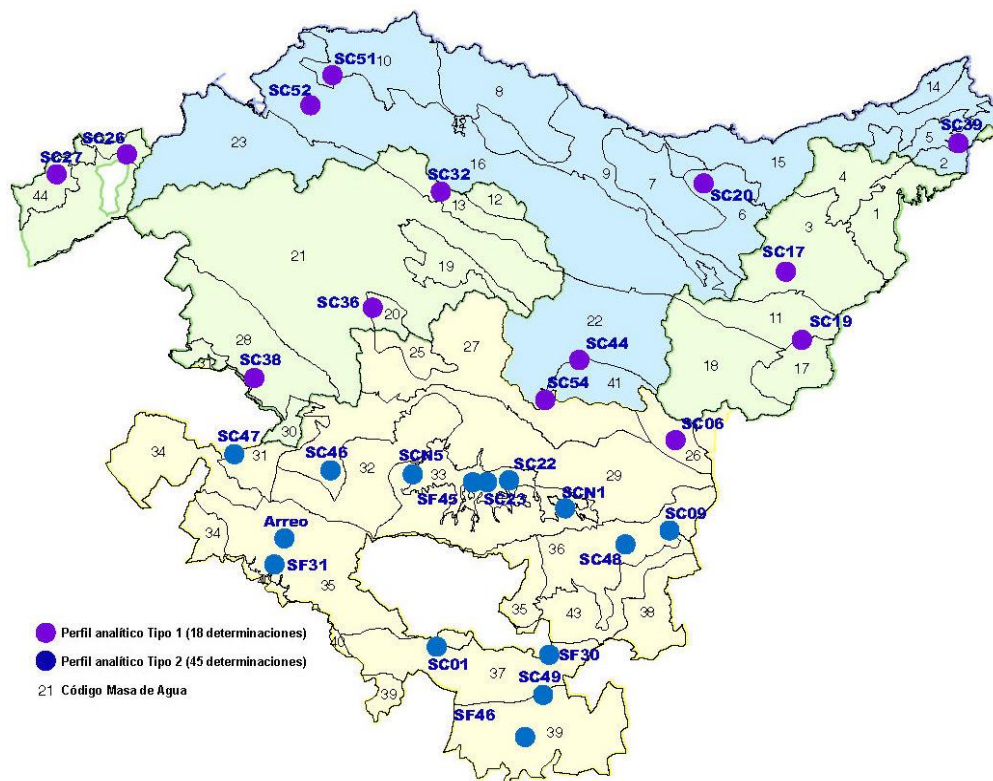 SC51
10
SC52
8
14
42
23
SC26
SC27
5
SC39
2
15
16
4
44
SC32
9
7
SC20
6
13
12
1
3
21
19
SC17
SC36
20
22
11
SC19
28
25
27
SC44
18
17
SC38
SC54
41
30
SC06
26
34
SC47
31
SC46
32
SCN5
33
SC22
29
SF45
SC23
SCN1
SC09
34
Arreo
36
SC48
SF31
35
35
43
38
Perfil analítico Tipo 1 (18 determinaciones)
Perfil analítico Tipo 2 (45 determinaciones)
21 Código Masa de Agua
SC01
SF30
37
39
SC49
SF46
39